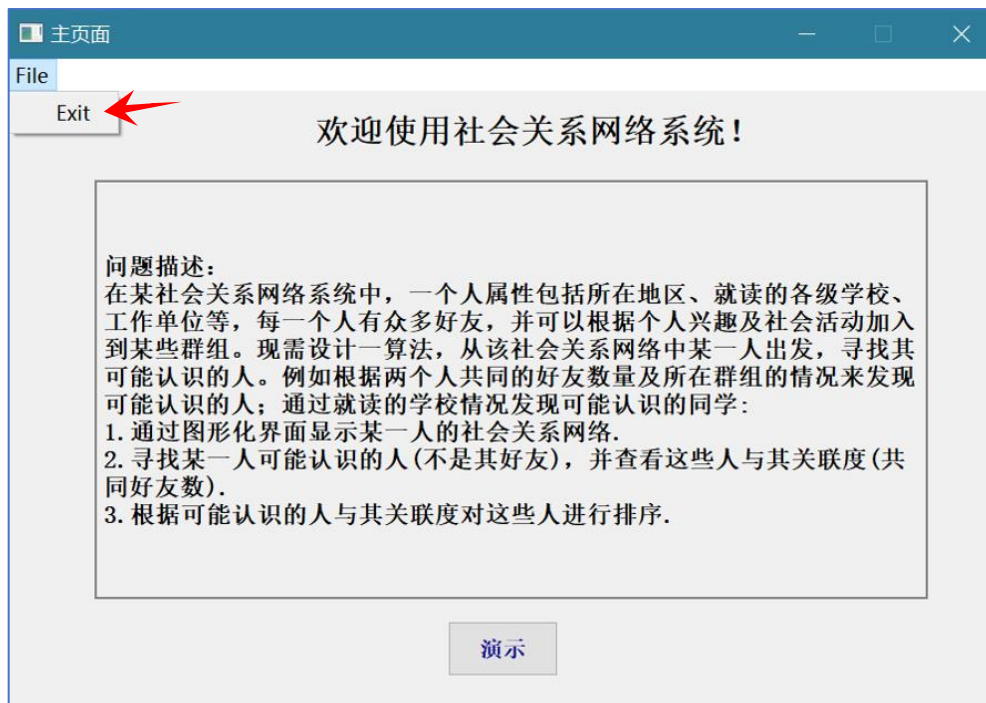 主页面
File
Exit
欢迎使用社会关系网络系统!
问题描述:
在某社会关系网络系统中，一个人属性包括所在地区、就读的各级学校、
工作单位等，每一个人有众多好友，并可以根据个人兴趣及社会活动加入
到某些群组。现需设计一算法，从该社会关系网络中某一人出发，寻找其
可能认识的人。例如根据两个人共同的好友数量及所在群组的情况来发现
可能认识的人；通过就读的学校情况发现可能认识的同学:
1.通过图形化界面显示某一人的社会关系网络.
2.寻找某一人可能认识的人(不是其好友)，并查看这些人与其关联度(共
同好友数).
3.根据可能认识的人与其关联度对这些人进行排序.
演示